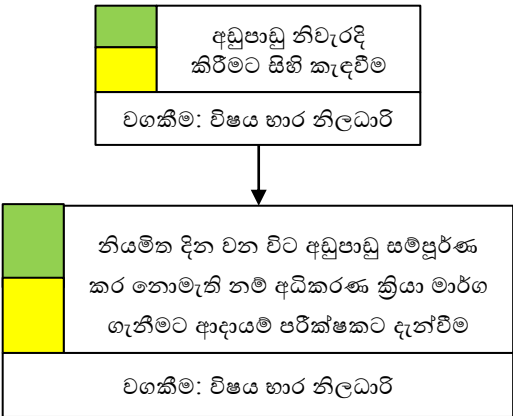 අඩුපාඩු නිවැරදි
කිරීමට සිහි කැඳවීම
වගකීම: විෂය භාර නිලධාරි
නියමිත දින වන විට අඩුපාඩු සම්පූර්ණ
කර නොමැති නම් අධිකරණ ක්‍රියා මාර්ග
ගැනීමට ආදායම් පරීක්ෂකට දැන්වීම
වගකීම: විෂය භාර නිලධාරි